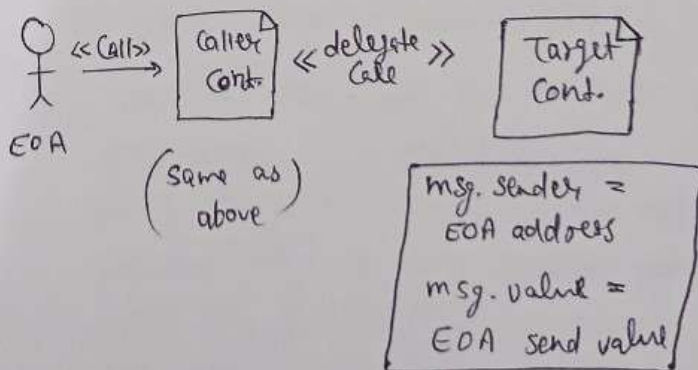 <<Call>>
EOA
Caller
Cont.
(same as
above)
<< delegate >>
Call
Target
Cont.
msg. sender =
EOA address
msg. value =
EOA send value